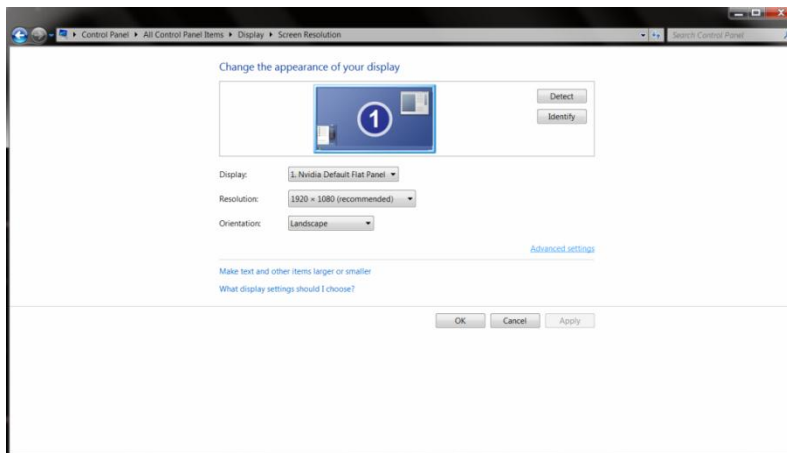 Control Panel ▸ All Control Panel Items ▸ Display ▸ Screen Resolution
Search Control Panel
Change the appearance of your display
1
Detect
Identify
Display: 1. Nvidia Default Flat Panel
Resolution: 1920 × 1080 (recommended)
Orientation: Landscape
Advanced settings
Make text and other items larger or smaller
What display settings should I choose?
OK Cancel Apply